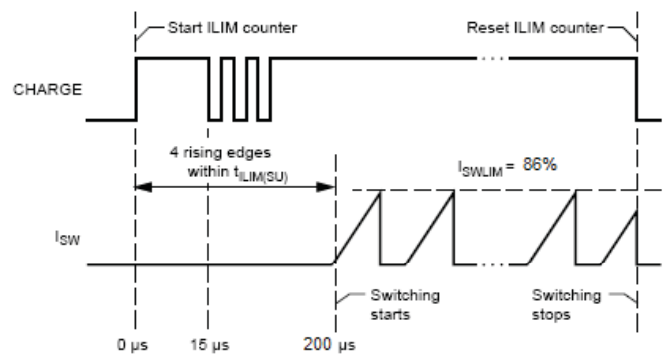 Start ILIM counter
Reset ILIM counter
CHARGE
4 rising edges
within tILIM(SU)
ISWLIM = 86%
ISW
Switching
starts
Switching
stops
0 µs
15 µs
200 µs